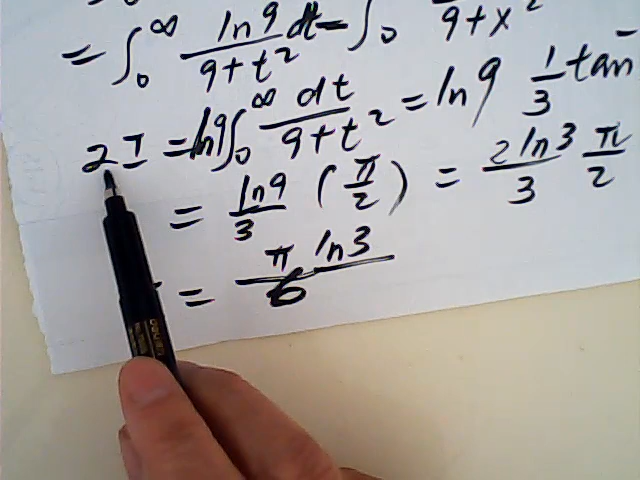 = ∫₀^∞ ln9/(9+t²) dt - ∫₀ 9+x²
2I = ln9 ∫₀^∞ dt/(9+t²) = ln9 1/3 tan⁻
= ln9/3 (π/2) = 2ln3/3 π/2
= π ln3/6